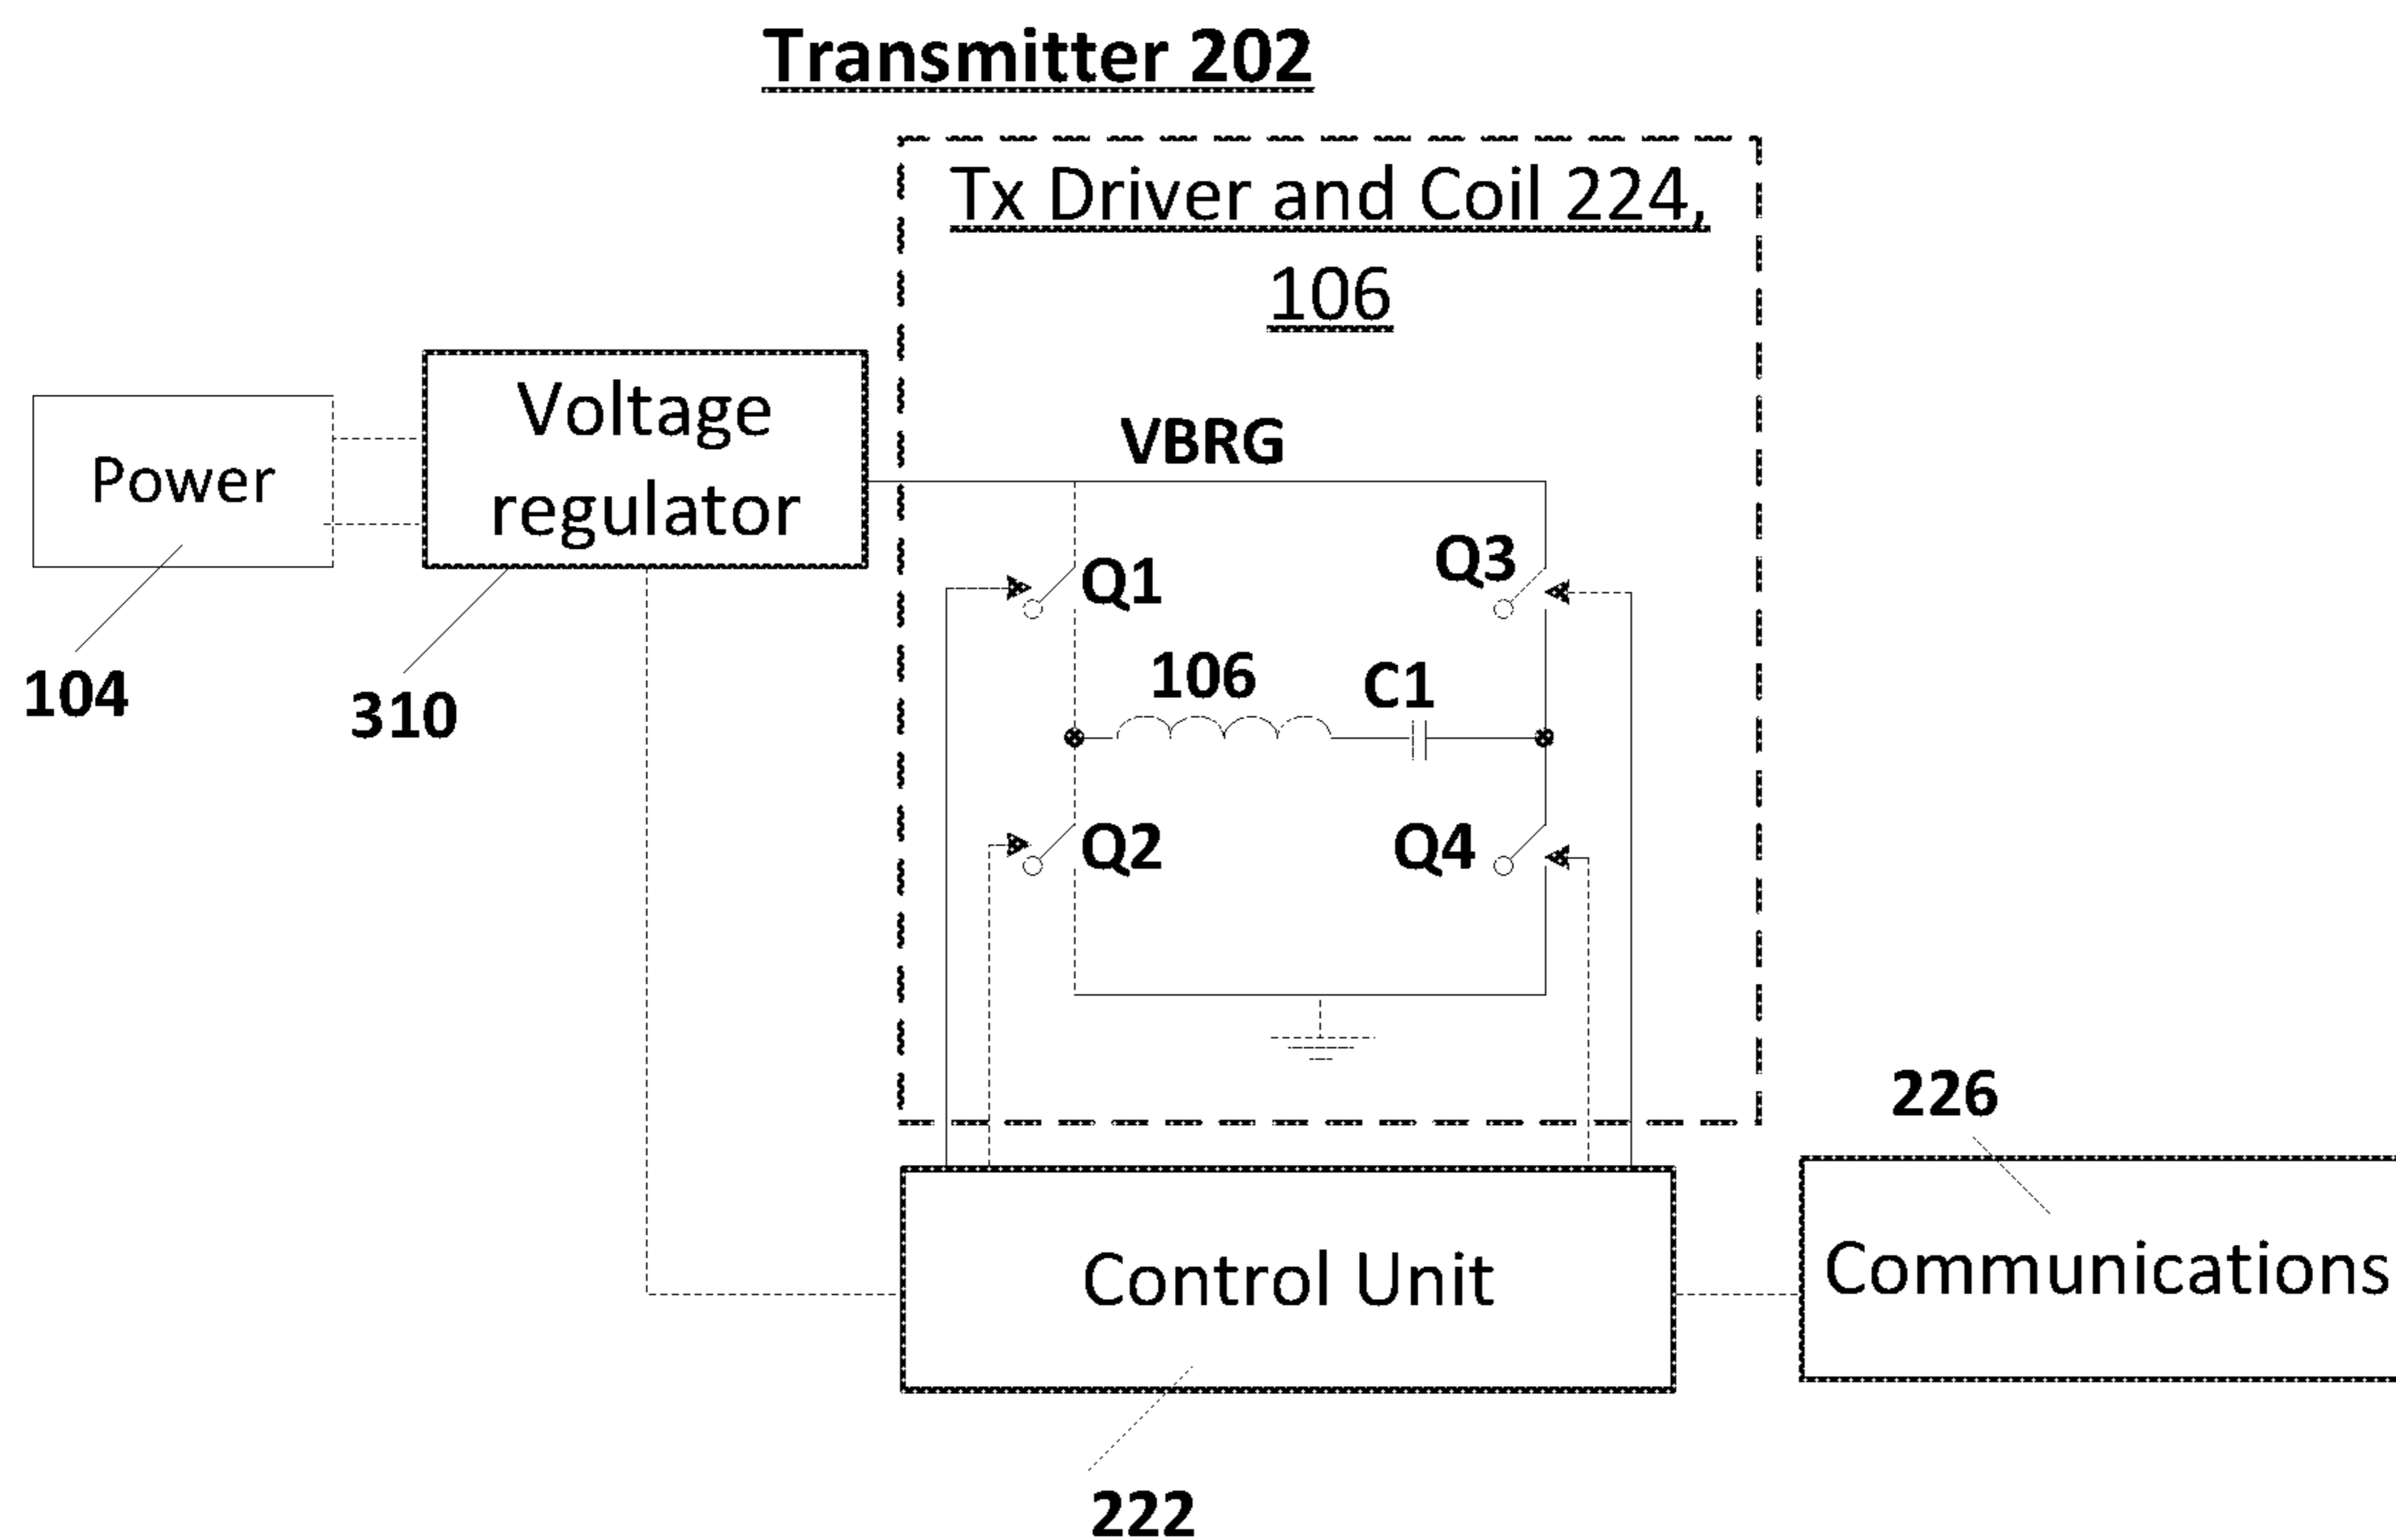 Transmitter 202
Tx Driver and Coil 224,
106
Voltage
regulator
Power
VBRG
Q1
Q3
104
310
106
C1
Q2
Q4
226
Control Unit
Communications
222